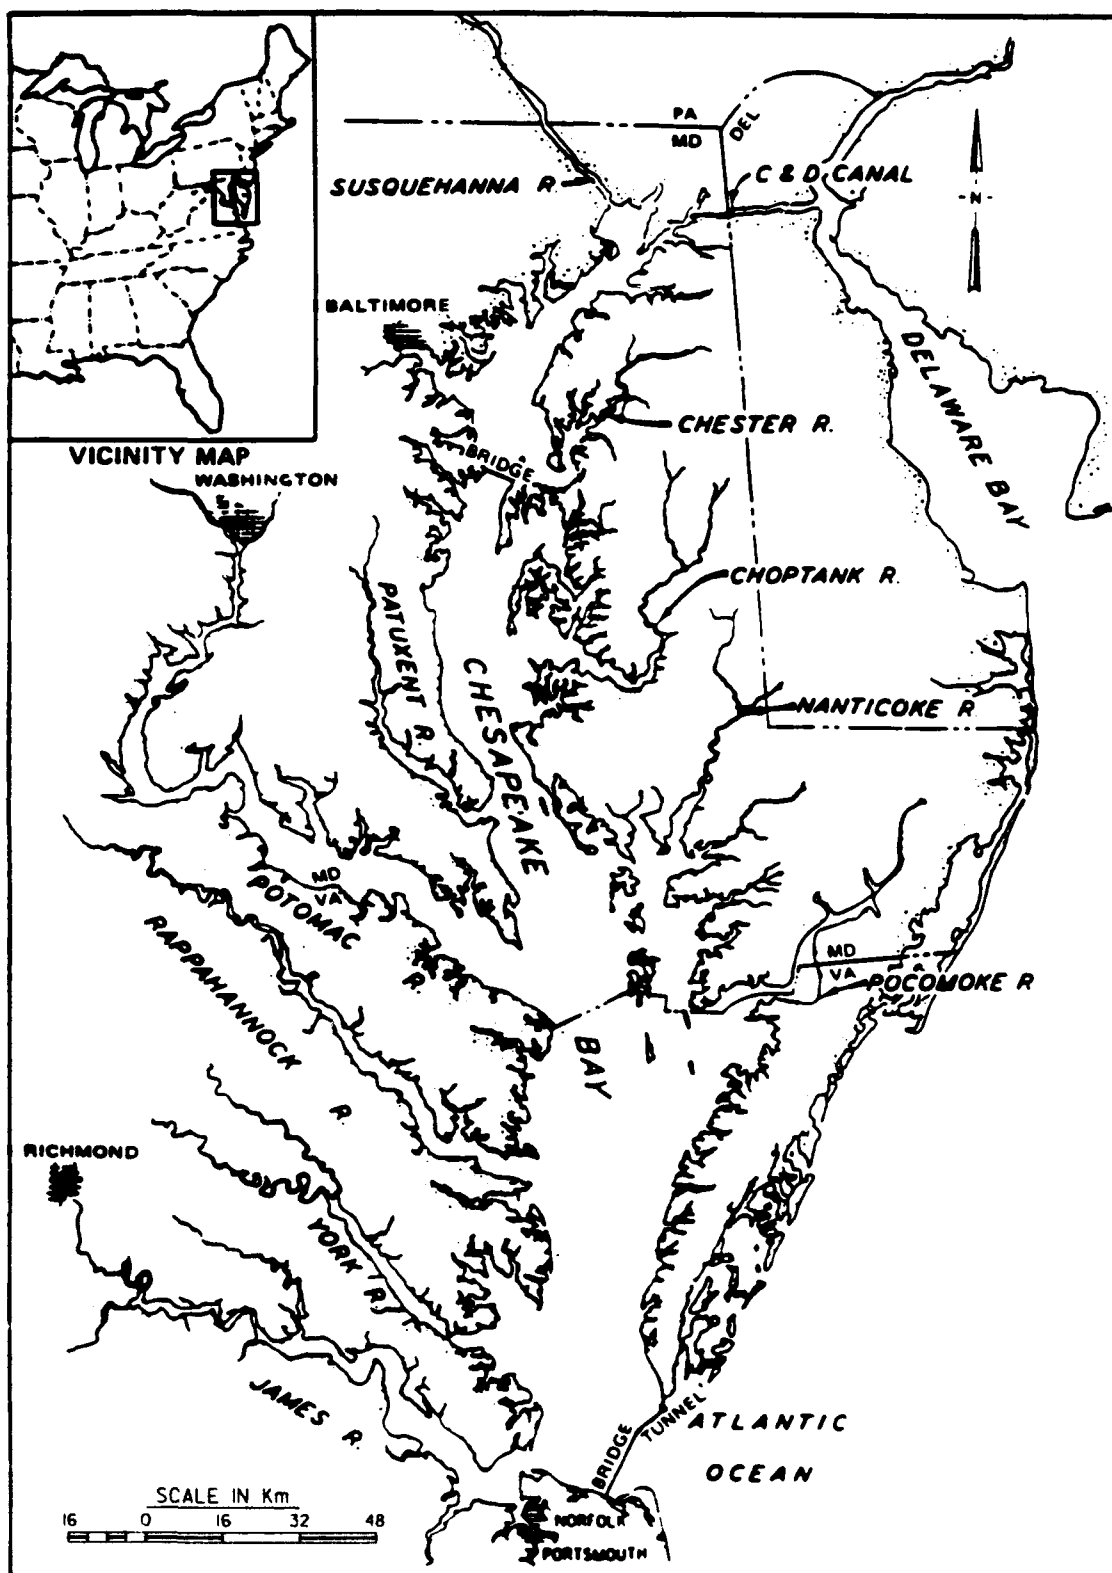 PA
MD
DEL
SUSQUEHANNA R.
C & D CANAL
-N-
BALTIMORE
DELAWARE BAY
CHESTER R.
BRIDGE
VICINITY MAP
WASHINGTON
CHOPTANK R.
PATUXENT R.
CHESAPEAKE
BAY
NANTICOKE R
MD
VA
POTOMAC
R.
RAPPAHANNOCK
R.
MD
VA
POCOMOKE R
RICHMOND
YORK R.
JAMES R.
BRIDGE
TUNNEL
ATLANTIC
OCEAN
SCALE IN Km
16 0 16 32 48
NORFOLK
PORTSMOUTH